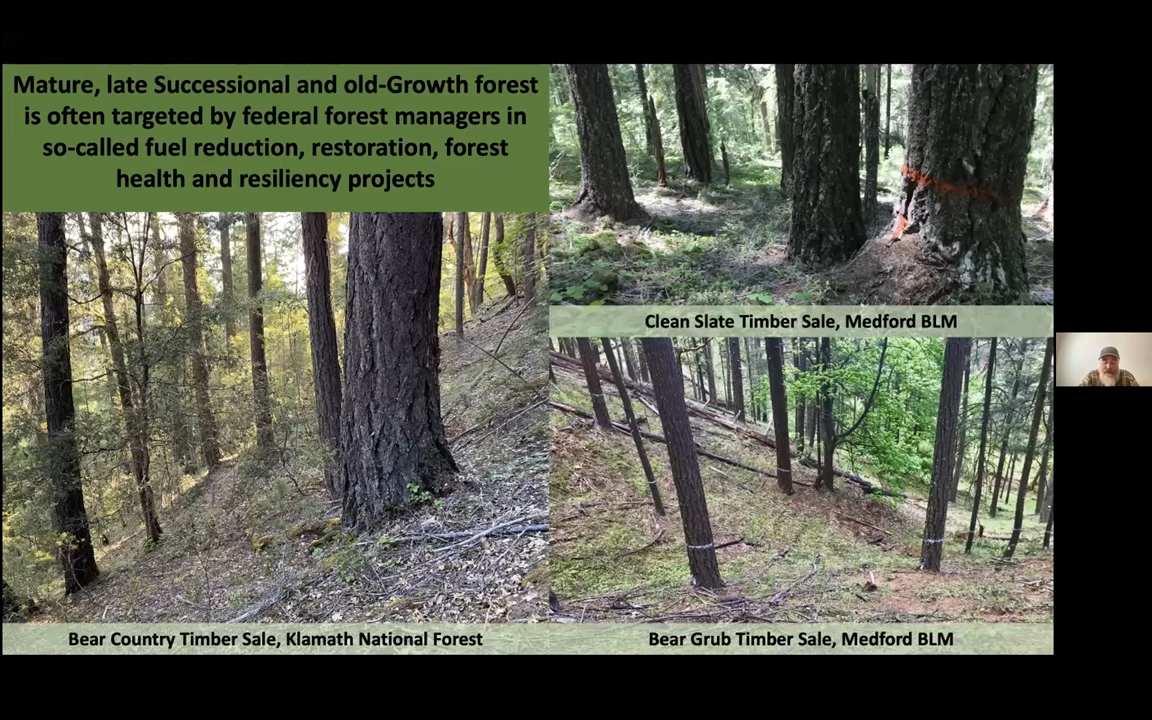 Mature, late Successional and old-Growth forest
is often targeted by federal forest managers in
so-called fuel reduction, restoration, forest
health and resiliency projects
Clean Slate Timber Sale, Medford BLM
Bear Country Timber Sale, Klamath National Forest
Bear Grub Timber Sale, Medford BLM